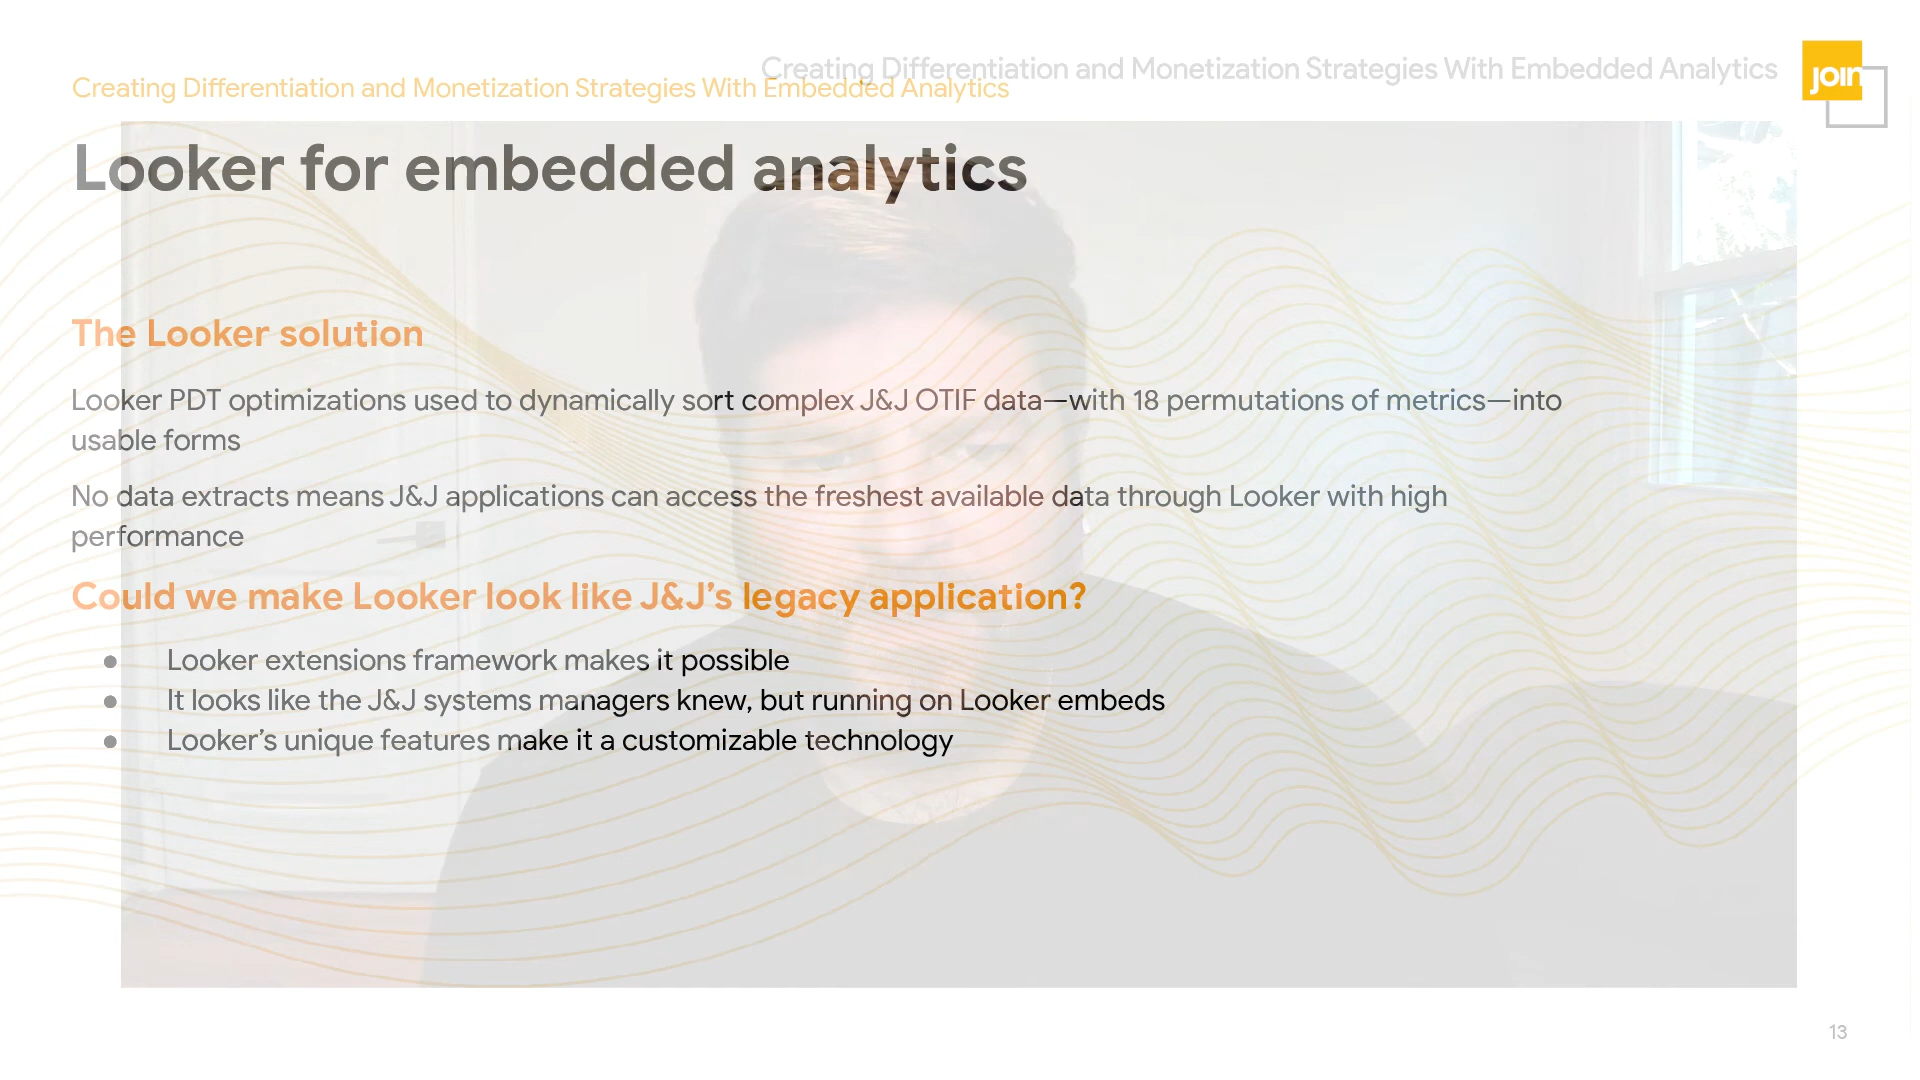 Creating Differentiation and Monetization Strategies With Embedded Analytics
join
Creating Differentiation and Monetization Strategies With Embedded Analytics
Looker for embedded analytics
The Looker solution
Looker PDT optimizations used to dynamically sort complex J&J OTIF data—with 18 permutations of metrics—into
usable forms
No data extracts means J&J applications can access the freshest available data through Looker with high
performance
Could we make Looker look like J&J’s legacy application?
● Looker extensions framework makes it possible
● It looks like the J&J systems managers knew, but running on Looker embeds
● Looker’s unique features make it a customizable technology
13